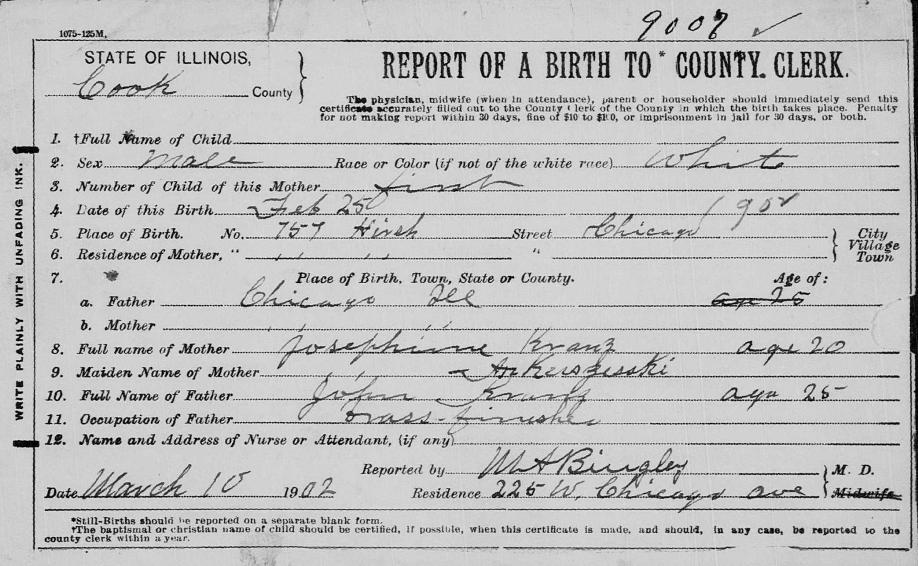 1075-125M.
9007 ✓
STATE OF ILLINOIS,
Cook County
REPORT OF A BIRTH TO COUNTY CLERK.
The physician, midwife (when in attendance), parent or householder should immediately send this
certificate accurately filled out to the County Clerk of the County in which the birth takes place. Penalty
for not making report within 30 days, fine of $10 to $100, or imprisonment in jail for 30 days, or both.
WRITE PLAINLY WITH UNFADING INK.
1. †Full Name of Child
2. Sex Male Race or Color (if not of the white race) White
3. Number of Child of this Mother first
4. Date of this Birth Feb 25 1902
5. Place of Birth. No. 757 Hirsh Street Chicago } City Village Town
6. Residence of Mother, " " " " "
7. * Place of Birth, Town, State or County. Age of:
a. Father Chicago Ill age 25
b. Mother " " "
8. Full name of Mother Josephine Kranz age 20
9. Maiden Name of Mother "
10. Full Name of Father John Kranz age 25
11. Occupation of Father brass-finisher
12. Name and Address of Nurse or Attendant, (if any)
Reported by M A Bingley } M. D.
Date March 10 1902 Residence 225 W. Chicago ave Midwife
*Still-Births should be reported on a separate blank form.
†The baptismal or christian name of child should be certified, if possible, when this certificate is made, and should, in any case, be reported to the
county clerk within a year.